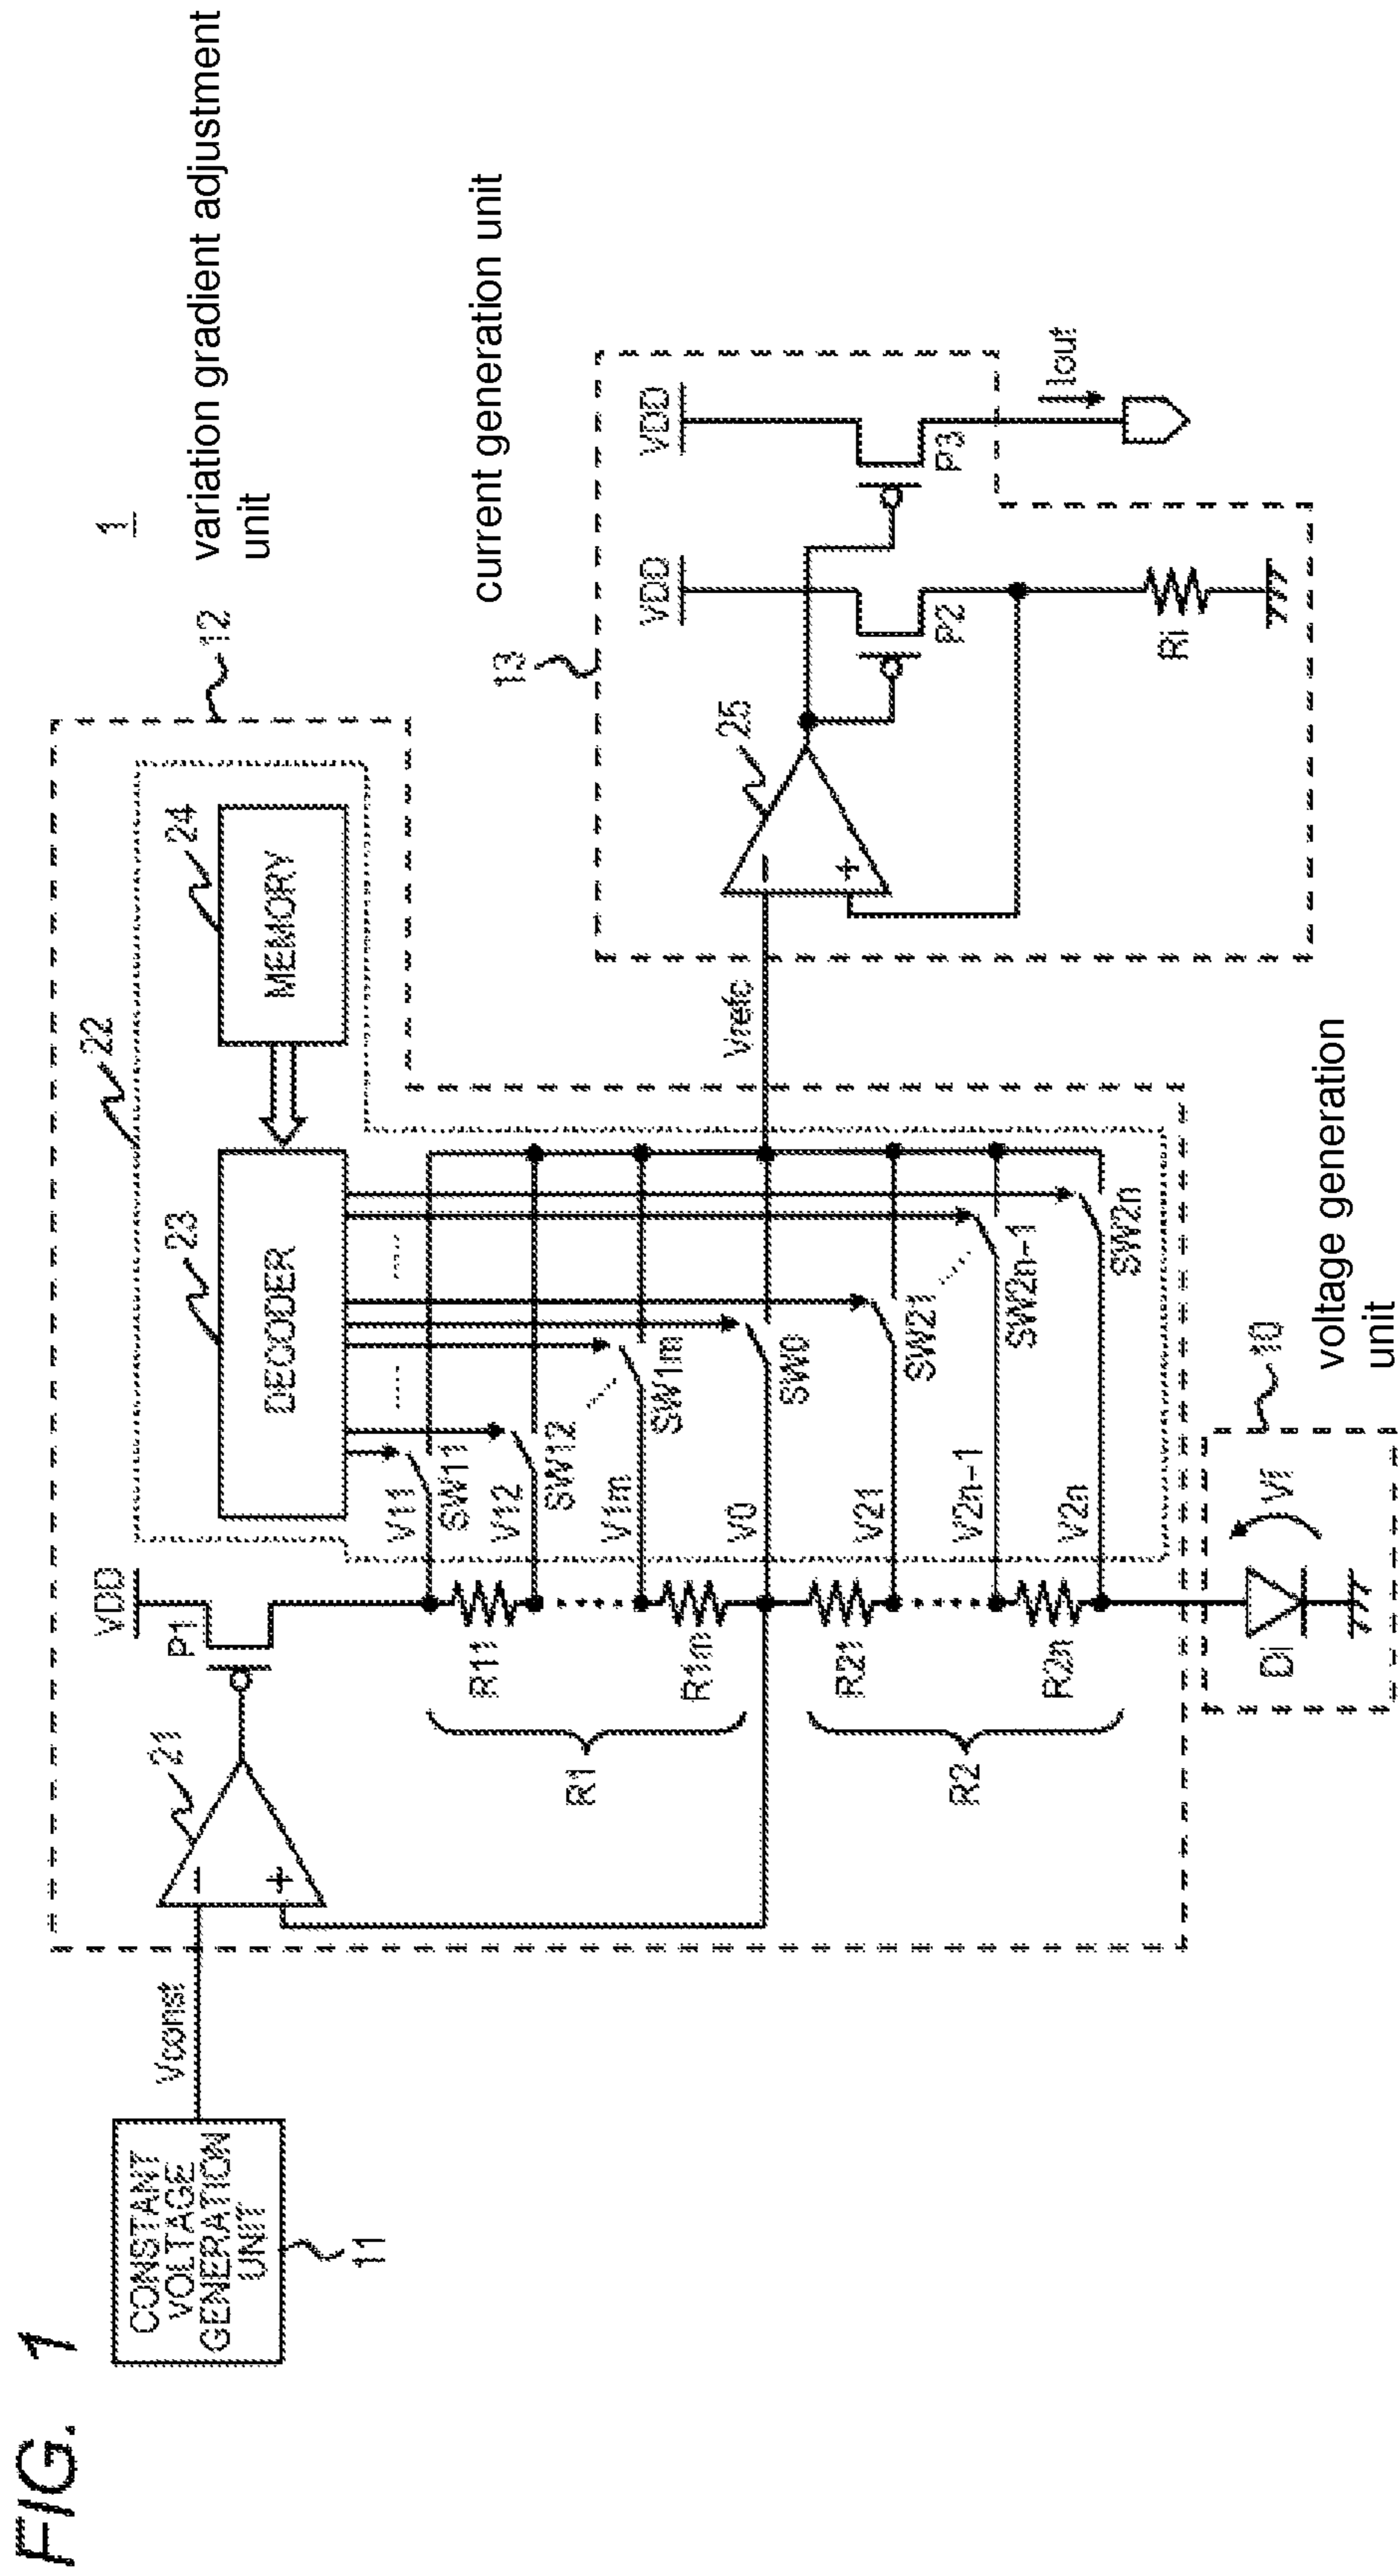 FIG. 1
1
variation gradient adjustment
unit
12
22
24
MEMORY
23
DECODER
VDD
P1
21
Vconst
CONSTANT
VOLTAGE
GENERATION
UNIT
11
V11
SW11
V12
SW12
V1m
SW1m
V0
SW0
V21
SW21
V2n-1
SW2n-1
V2n
SW2n
R11
R1m
R1
R21
R2n
R2
Vrefc
current generation unit
13
25
VDD
VDD
P2
P3
Iout
Ri
10
Di
Vf
voltage generation
unit